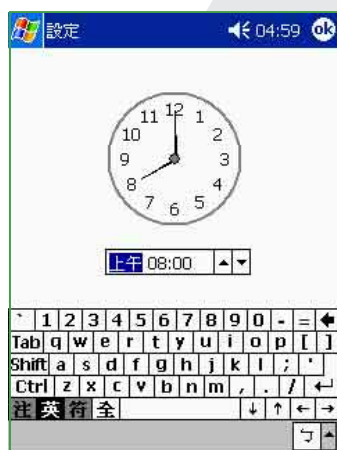 設定 04:59 ok
11 12 1
10 2
9 3
8 4
7 6 5
上午 08:00
` 1 2 3 4 5 6 7 8 9 0 - =
Tab q w e r t y u i o p [ ]
Shift a s d f g h j k l ; '
Ctrl z x c v b n m , . / ↵
注 英 符 全 ↓ ↑ ← →
ㄅ